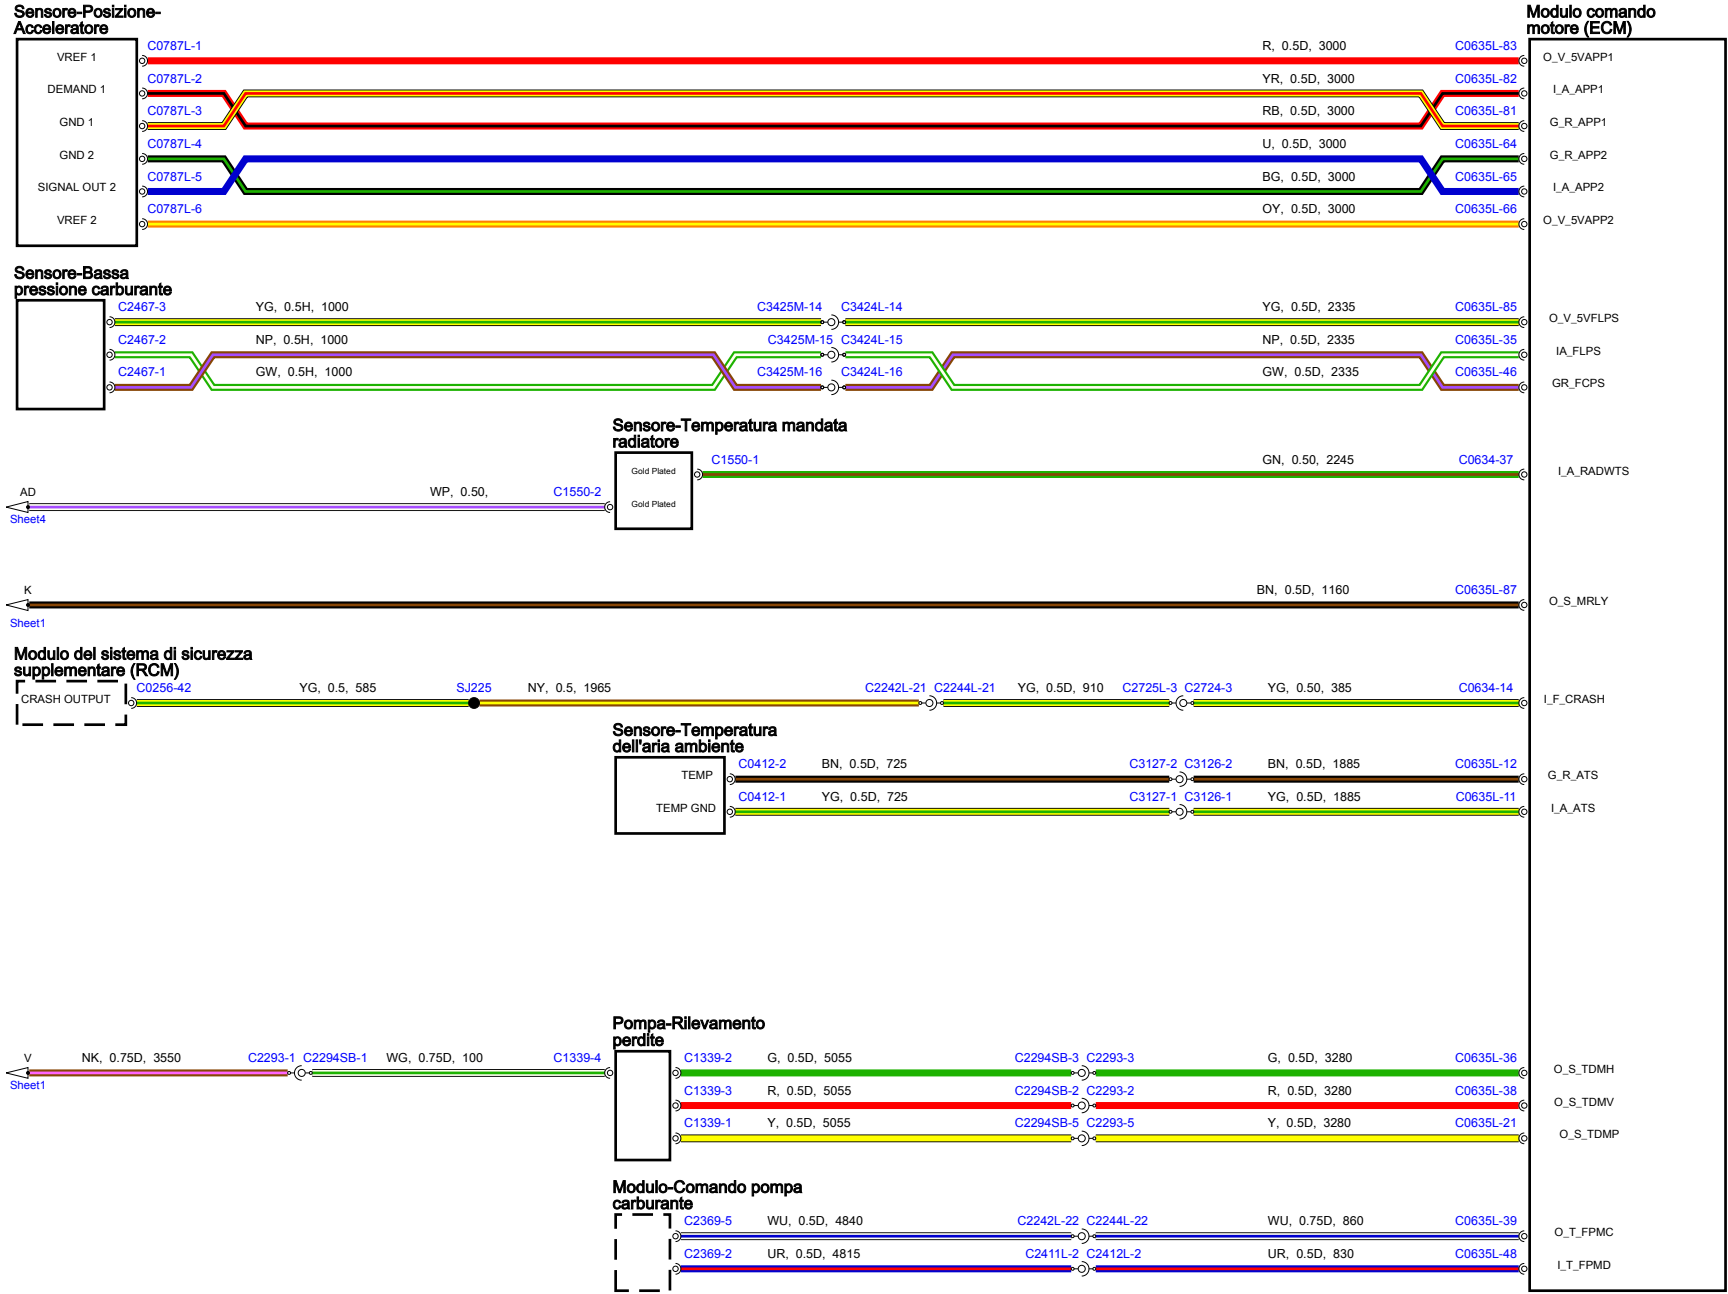 Sensore-Posizione-
Acceleratore
Modulo comando
motore (ECM)
VRED 1
C0787L-1
R, 0.5D, 3000
C0635L-83
O_V_5VAPP1
DEMAND 1
C0787L-2
YR, 0.5D, 3000
C0635L-82
I_A_APP1
GND 1
C0787L-3
RB, 0.5D, 3000
C0635L-81
G_R_APP1
GND 2
C0787L-4
U, 0.5D, 3000
C0635L-64
G_R_APP2
SIGNAL OUT 2
C0787L-5
BG, 0.5D, 3000
C0635L-65
I_A_APP2
VREF 2
C0787L-6
OY, 0.5D, 3000
C0635L-66
O_V_5VAPP2
Sensore-Bassa
pressione carburante
C2467-3
YG, 0.5H, 1000
C3425M-14 C3424L-14
YG, 0.5D, 2335
C0635L-85
O_V_5VFLPS
C2467-2
NP, 0.5H, 1000
C3425M-15 C3424L-15
NP, 0.5D, 2335
C0635L-35
IA_FLPS
C2467-1
GW, 0.5H, 1000
C3425M-16 C3424L-16
GW, 0.5D, 2335
C0635L-46
GR_FCPS
Sensore-Temperatura mandata
radiatore
Gold Plated
C1550-1
GN, 0.50, 2245
C0634-37
I_A_RADWTS
AD
WP, 0.50,
C1550-2
Gold Plated
Sheet4
K
BN, 0.5D, 1160
C0635L-87
O_S_MRLY
Sheet1
Modulo del sistema di sicurezza
supplementare (RCM)
CRASH OUTPUT
C0256-42
YG, 0.5, 585
SJ225
NY, 0.5, 1965
C2242L-21 C2244L-21
YG, 0.5D, 910
C2725L-3 C2724-3
YG, 0.50, 385
C0634-14
I_F_CRASH
Sensore-Temperatura
dell'aria ambiente
TEMP
C0412-2
BN, 0.5D, 725
C3127-2 C3126-2
BN, 0.5D, 1885
C0635L-12
G_R_ATS
TEMP GND
C0412-1
YG, 0.5D, 725
C3127-1 C3126-1
YG, 0.5D, 1885
C0635L-11
I_A_ATS
Pompa-Rilevamento
perdite
V
NK, 0.75D, 3550
C2293-1 C2294SB-1
WG, 0.75D, 100
C1339-4
C1339-2
G, 0.5D, 5055
C2294SB-3 C2293-3
G, 0.5D, 3280
C0635L-36
O_S_TDMH
Sheet1
C1339-3
R, 0.5D, 5055
C2294SB-2 C2293-2
R, 0.5D, 3280
C0635L-38
O_S_TDMV
C1339-1
Y, 0.5D, 5055
C2294SB-5 C2293-5
Y, 0.5D, 3280
C0635L-21
O_S_TDMP
Modulo-Comando pompa
carburante
C2369-5
WU, 0.5D, 4840
C2242L-22 C2244L-22
WU, 0.75D, 860
C0635L-39
O_T_FPMC
C2369-2
UR, 0.5D, 4815
C2411L-2 C2412L-2
UR, 0.5D, 830
C0635L-48
I_T_FPMD